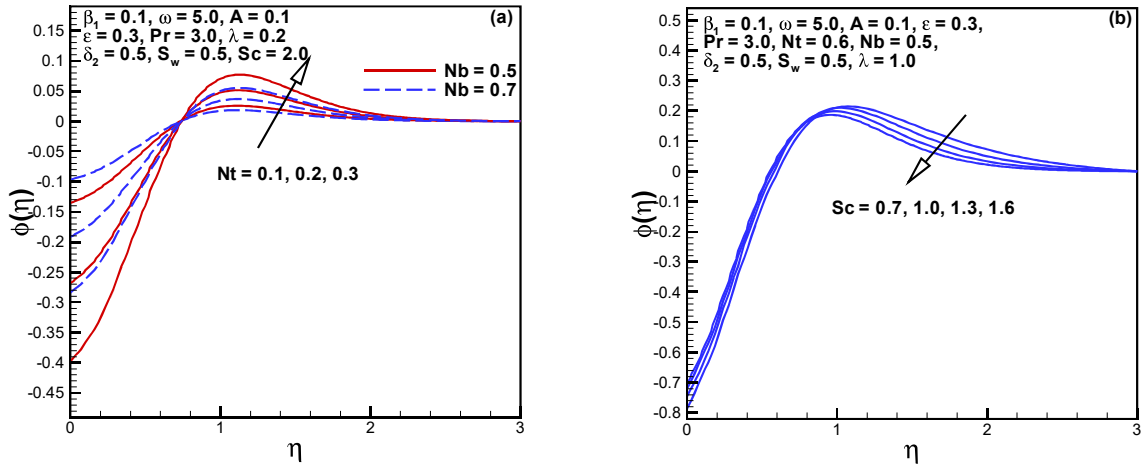 (a)
β₁ = 0.1, ω = 5.0, A = 0.1
ε = 0.3, Pr = 3.0, λ = 0.2
δ₂ = 0.5, S_w = 0.5, Sc = 2.0
Nb = 0.5
Nb = 0.7
Nt = 0.1, 0.2, 0.3
0.15
0.1
0.05
0
-0.05
-0.1
-0.15
-0.2
-0.25
-0.3
-0.35
-0.4
-0.45
ϕ(η)
0 1 2 3
η
(b)
β₁ = 0.1, ω = 5.0, A = 0.1, ε = 0.3,
Pr = 3.0, Nt = 0.6, Nb = 0.5,
δ₂ = 0.5, S_w = 0.5, λ = 1.0
Sc = 0.7, 1.0, 1.3, 1.6
0.5
0.4
0.3
0.2
0.1
0
-0.1
-0.2
-0.3
-0.4
-0.5
-0.6
-0.7
-0.8
ϕ(η)
0 1 2 3
η